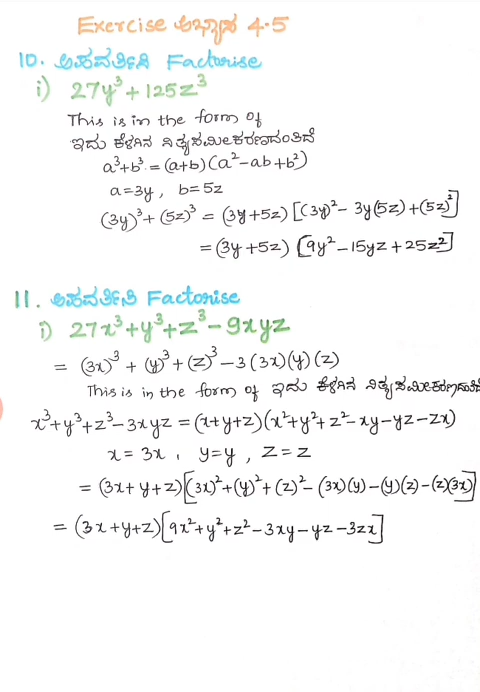 Exercise ಅಭ್ಯಾಸ 4.5
10. ಅಪವರ್ತಿಸಿ Factorise
i) 27y³ + 125z³
This is in the form of
ಇದು ಕೆಳಗಿನ ನಿತ್ಯಸಮೀಕರಣದಂತಿದೆ
a³+b³ = (a+b) (a² - ab + b²)
a = 3y, b = 5z
(3y)³ + (5z)³ = (3y + 5z) [(3y)² - 3y(5z) + (5z)²]
= (3y + 5z) [9y² - 15yz + 25z²]
11. ಅಪವರ್ತಿಸಿ Factorise
i) 27x³ + y³ + z³ - 9xyz
= (3x)³ + (y)³ + (z)³ - 3 (3x) (y) (z)
This is in the form of ಇದು ಕೆಳಗಿನ ನಿತ್ಯಸಮೀಕರಣದಂತಿದೆ
x³ + y³ + z³ - 3xyz = (x+y+z) (x² + y² + z² - xy - yz - zx)
x = 3x, y = y, z = z
= (3x + y + z) [(3x)² + (y)² + (z)² - (3x)(y) - (y)(z) - (z)(3x)]
= (3x + y + z) [9x² + y² + z² - 3xy - yz - 3zx]